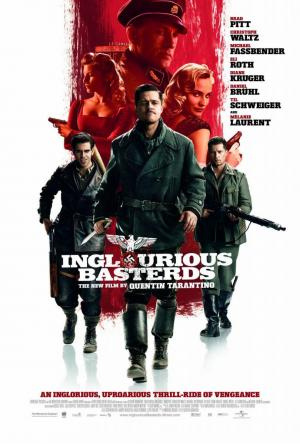 BRAD
PITT
CHRISTOPH
WALTZ
MICHAEL
FASSBENDER
ELI
ROTH
DIANE
KRUGER
DANIEL
BRUHL
TIL
SCHWEIGER
AND
MÉLANIE
LAURENT
INGLOURIOUS
BASTERDS
THE NEW FILM BY QUENTIN TARANTINO
AN INGLORIOUS, UPROARIOUS THRILL-RIDE OF VENGEANCE